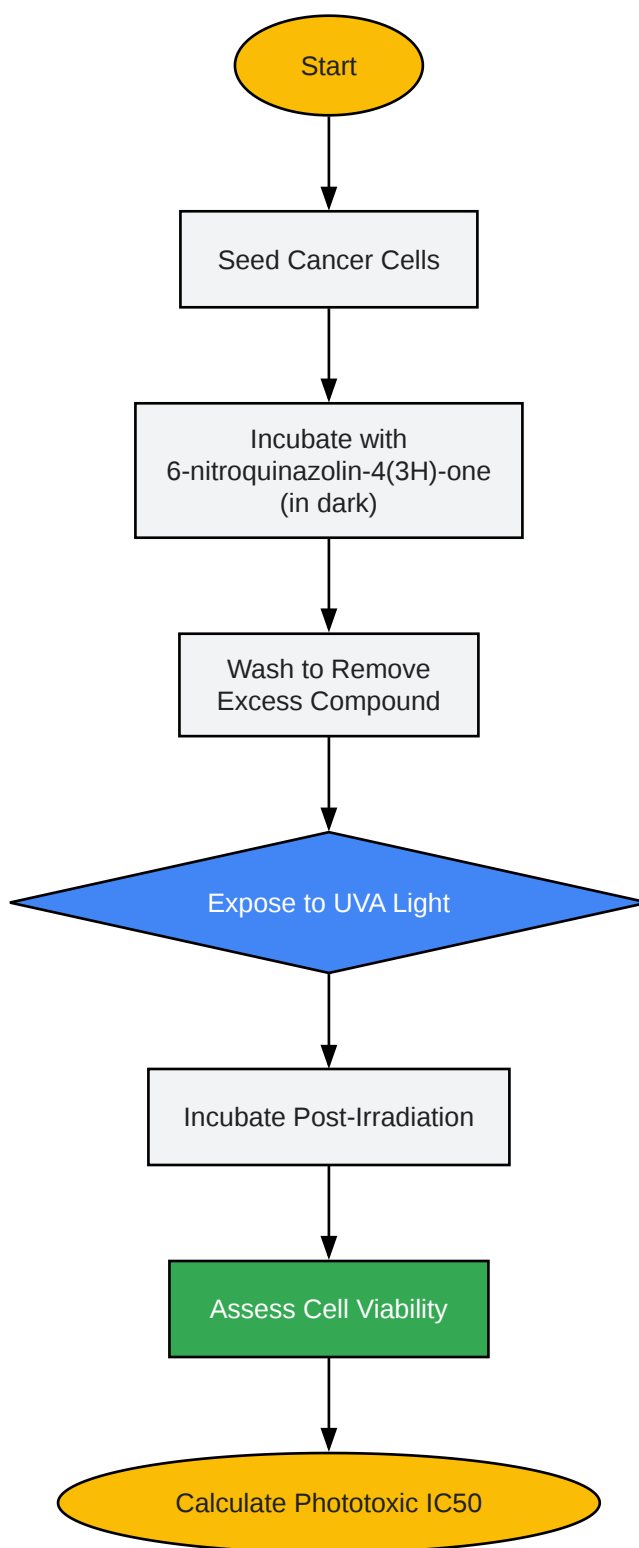 Start
Seed Cancer Cells
Incubate with
6-nitroquinazolin-4(3H)-one
(in dark)
Wash to Remove
Excess Compound
Expose to UVA Light
Incubate Post-Irradiation
Assess Cell Viability
Calculate Phototoxic IC50